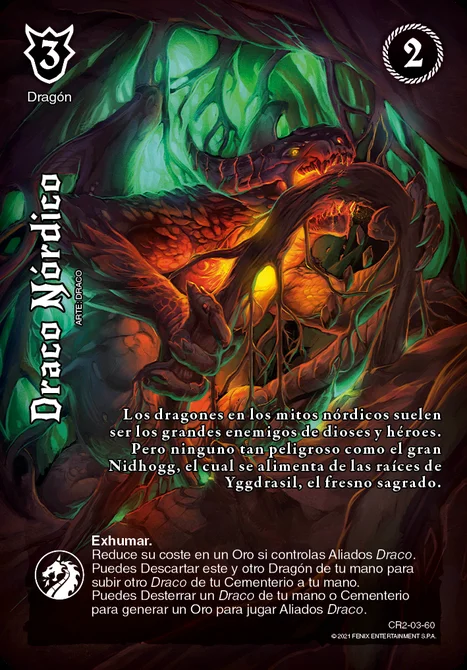 3
2
Dragón
Draco Nórdico
ARTE: DRACO
Los dragones en los mitos nórdicos suelen
ser los grandes enemigos de dioses y héroes.
Pero ninguno tan peligroso como el gran
Nidhogg, el cual se alimenta de las raíces de
Yggdrasil, el fresno sagrado.
Exhumar.
Reduce su coste en un Oro si controlas Aliados Draco.
Puedes Descartar este y otro Dragón de tu mano para
subir otro Draco de tu Cementerio a tu mano.
Puedes Desterrar un Draco de tu mano o Cementerio
para generar un Oro para jugar Aliados Draco.
CR2-03-60
©2021 FENIX ENTERTAINMENT S.P.A.